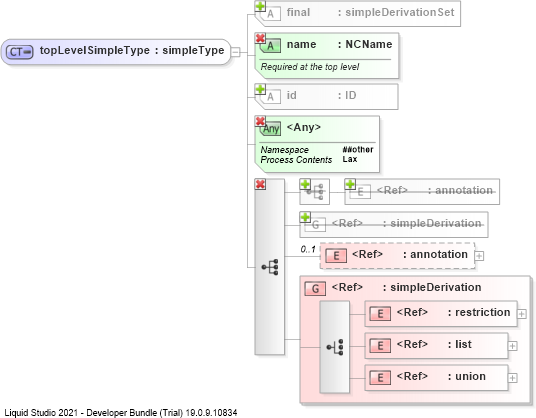 final : simpleDerivationSet
CT topLevelSimpleType : simpleType
A name : NCName
Required at the top level
A id : ID
Any <Any>
Namespace ##other
Process Contents Lax
E <Ref> : annotation
G <Ref> : simpleDerivation
0..1 E <Ref> : annotation
G <Ref> : simpleDerivation
E <Ref> : restriction
E <Ref> : list
E <Ref> : union
Liquid Studio 2021 - Developer Bundle (Trial) 19.0.9.10834